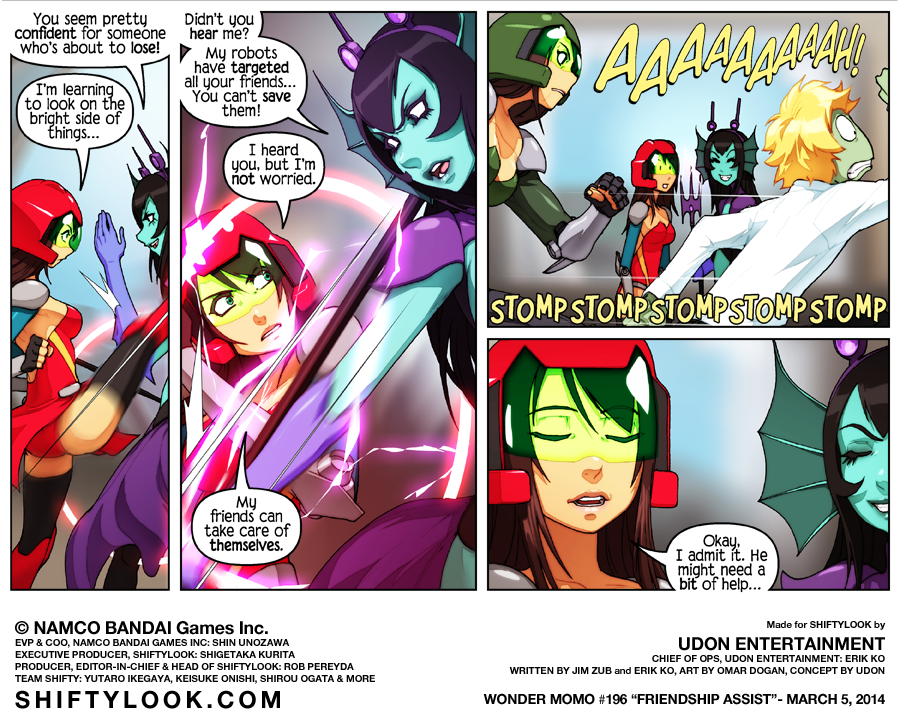 You seem pretty
confident for someone
who's about to lose!
I'm learning
to look on the
bright side of
things...
Didn't you
hear me?
My robots
have targeted
all your friends...
You can't save
them!
I heard
you, but I'm
not worried.
My
friends can
take care of
themselves.
AAAAAAAAAH!
STOMP STOMP STOMP STOMP STOMP
Okay,
I admit it. He
might need a
bit of help...
© NAMCO BANDAI Games Inc.
EVP & COO, NAMCO BANDAI GAMES INC: SHIN UNOZAWA
EXECUTIVE PRODUCER, SHIFTYLOOK: SHIGETAKA KURITA
PRODUCER, EDITOR-IN-CHIEF & HEAD OF SHIFTYLOOK: ROB PEREYDA
TEAM SHIFTY: YUTARO IKEGAYA, KEISUKE ONISHI, SHIROU OGATA & MORE
SHIFTYLOOK.COM
Made for SHIFTYLOOK by
UDON ENTERTAINMENT
CHIEF OF OPS, UDON ENTERTAINMENT: ERIK KO
WRITTEN BY JIM ZUB and ERIK KO, ART BY OMAR DOGAN, CONCEPT BY UDON
WONDER MOMO #196 “FRIENDSHIP ASSIST”- MARCH 5, 2014